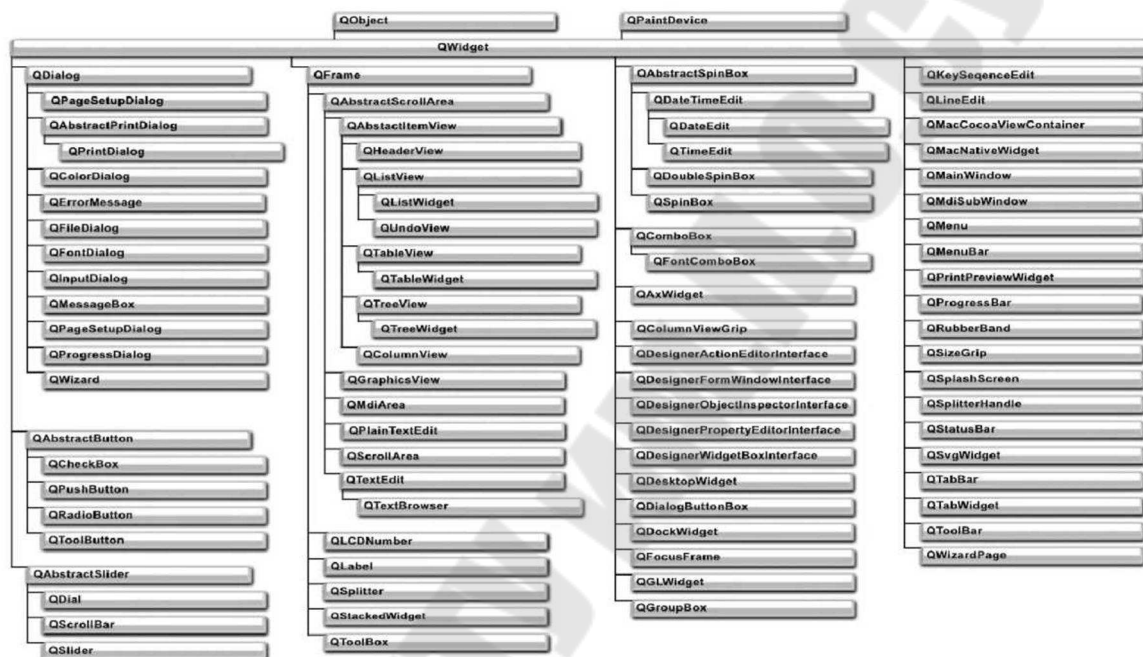 QObject
QPaintDevice
QWidget
QDialog
QPageSetupDialog
QAbstractPrintDialog
QPrintDialog
QColorDialog
QErrorMessage
QFileDialog
QFontDialog
QInputDialog
QMessageBox
QPageSetupDialog
QProgressDialog
QWizard
QAbstractButton
QCheckBox
QPushButton
QRadioButton
QToolButton
QAbstractSlider
QDial
QScrollBar
QSlider
QFrame
QAbstractScrollArea
QAbstactItemView
QHeaderView
QListView
QListWidget
QUndoView
QTableView
QTableWidget
QTreeView
QTreeWidget
QColumnView
QGraphicsView
QMdiArea
QPlainTextEdit
QScrollArea
QTextEdit
QTextBrowser
QLCDNumber
QLabel
QSplitter
QStackedWidget
QToolBox
QAbstractSpinBox
QDateTimeEdit
QDateEdit
QTimeEdit
QDoubleSpinBox
QSpinBox
QComboBox
QFontComboBox
QAxWidget
QColumnViewGrip
QDesignerActionEditorInterface
QDesignerFormWindowInterface
QDesignerObjectInspectorInterface
QDesignerPropertyEditorInterface
QDesignerWidgetBoxInterface
QDesktopWidget
QDialogButtonBox
QDockWidget
QFocusFrame
QGLWidget
QGroupBox
QKeySeqenceEdit
QLineEdit
QMacCocoaViewContainer
QMacNativeWidget
QMainWindow
QMdiSubWindow
QMenu
QMenuBar
QPrintPreviewWidget
QProgressBar
QRubberBand
QSizeGrip
QSplashScreen
QSplitterHandle
QStatusBar
QSvgWidget
QTabBar
QTabWidget
QToolBar
QWizardPage